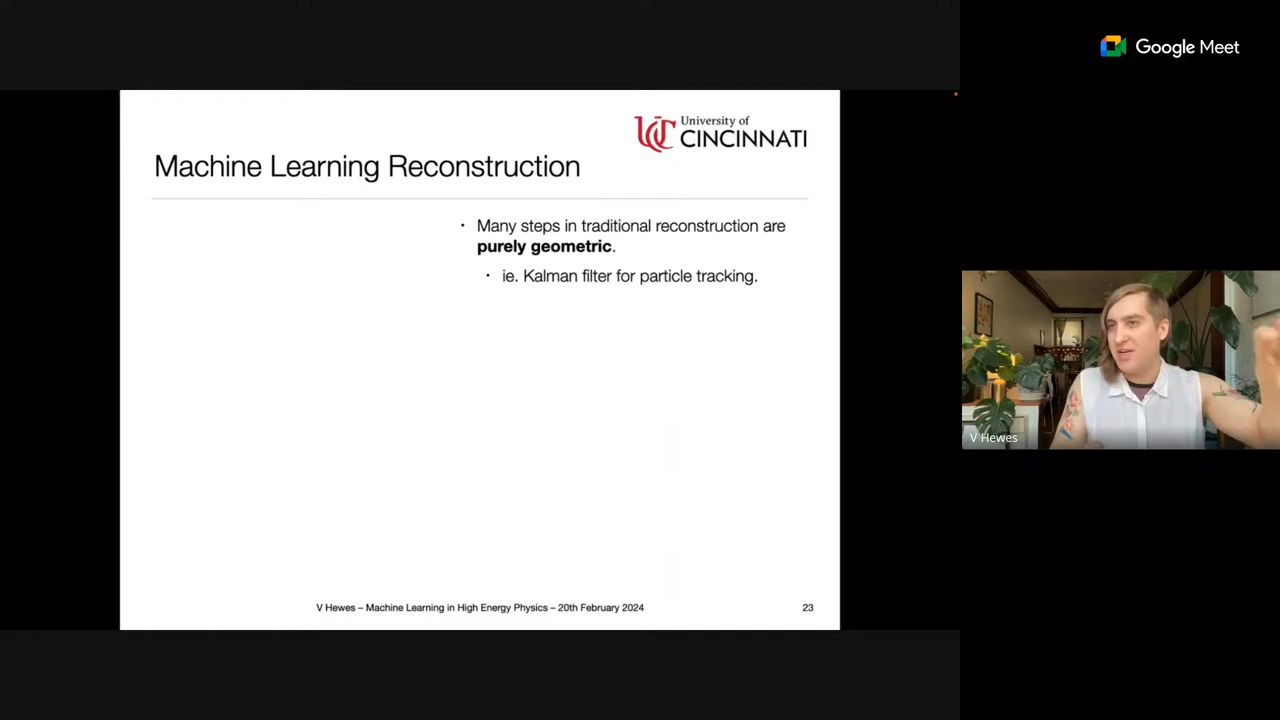 Google Meet
University of
CINCINNATI
Machine Learning Reconstruction
• Many steps in traditional reconstruction are
purely geometric.
• ie. Kalman filter for particle tracking.
V Hewes
V Hewes – Machine Learning in High Energy Physics – 20th February 2024
23